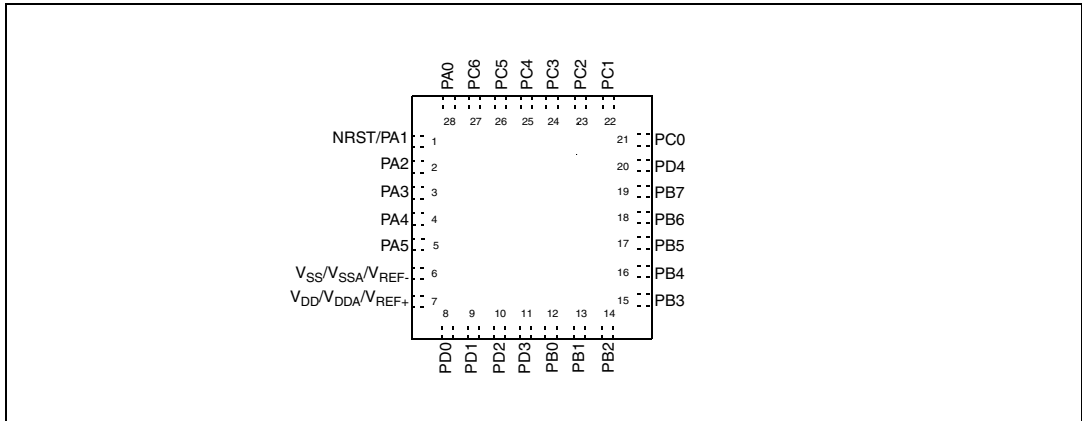 PA0 PC6 PC5 PC4 PC3 PC2 PC1
28 27 26 25 24 23 22
NRST/PA1 1 21 PC0
PA2 2 20 PD4
PA3 3 19 PB7
PA4 4 18 PB6
PA5 5 17 PB5
VSS/VSSA/VREF- 6 16 PB4
VDD/VDDA/VREF+ 7 15 PB3
8 9 10 11 12 13 14
PD0 PD1 PD2 PD3 PB0 PB1 PB2